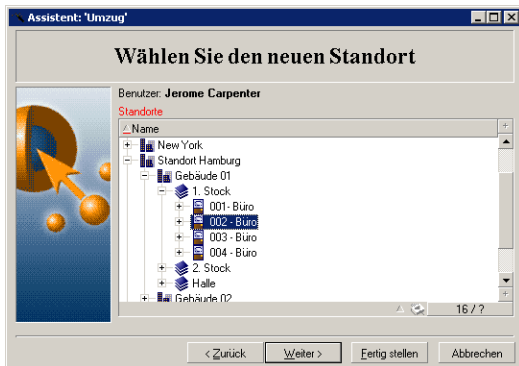 Assistent: 'Umzug'
Wählen Sie den neuen Standort
Benutzer: Jerome Carpenter
Standorte
Name
New York
Standort Hamburg
Gebäude 01
1. Stock
001- Büro
002 - Büro
003 - Büro
004 - Büro
2. Stock
Halle
Gebäude 02
16 / ?
< Zurück
Weiter >
Fertig stellen
Abbrechen